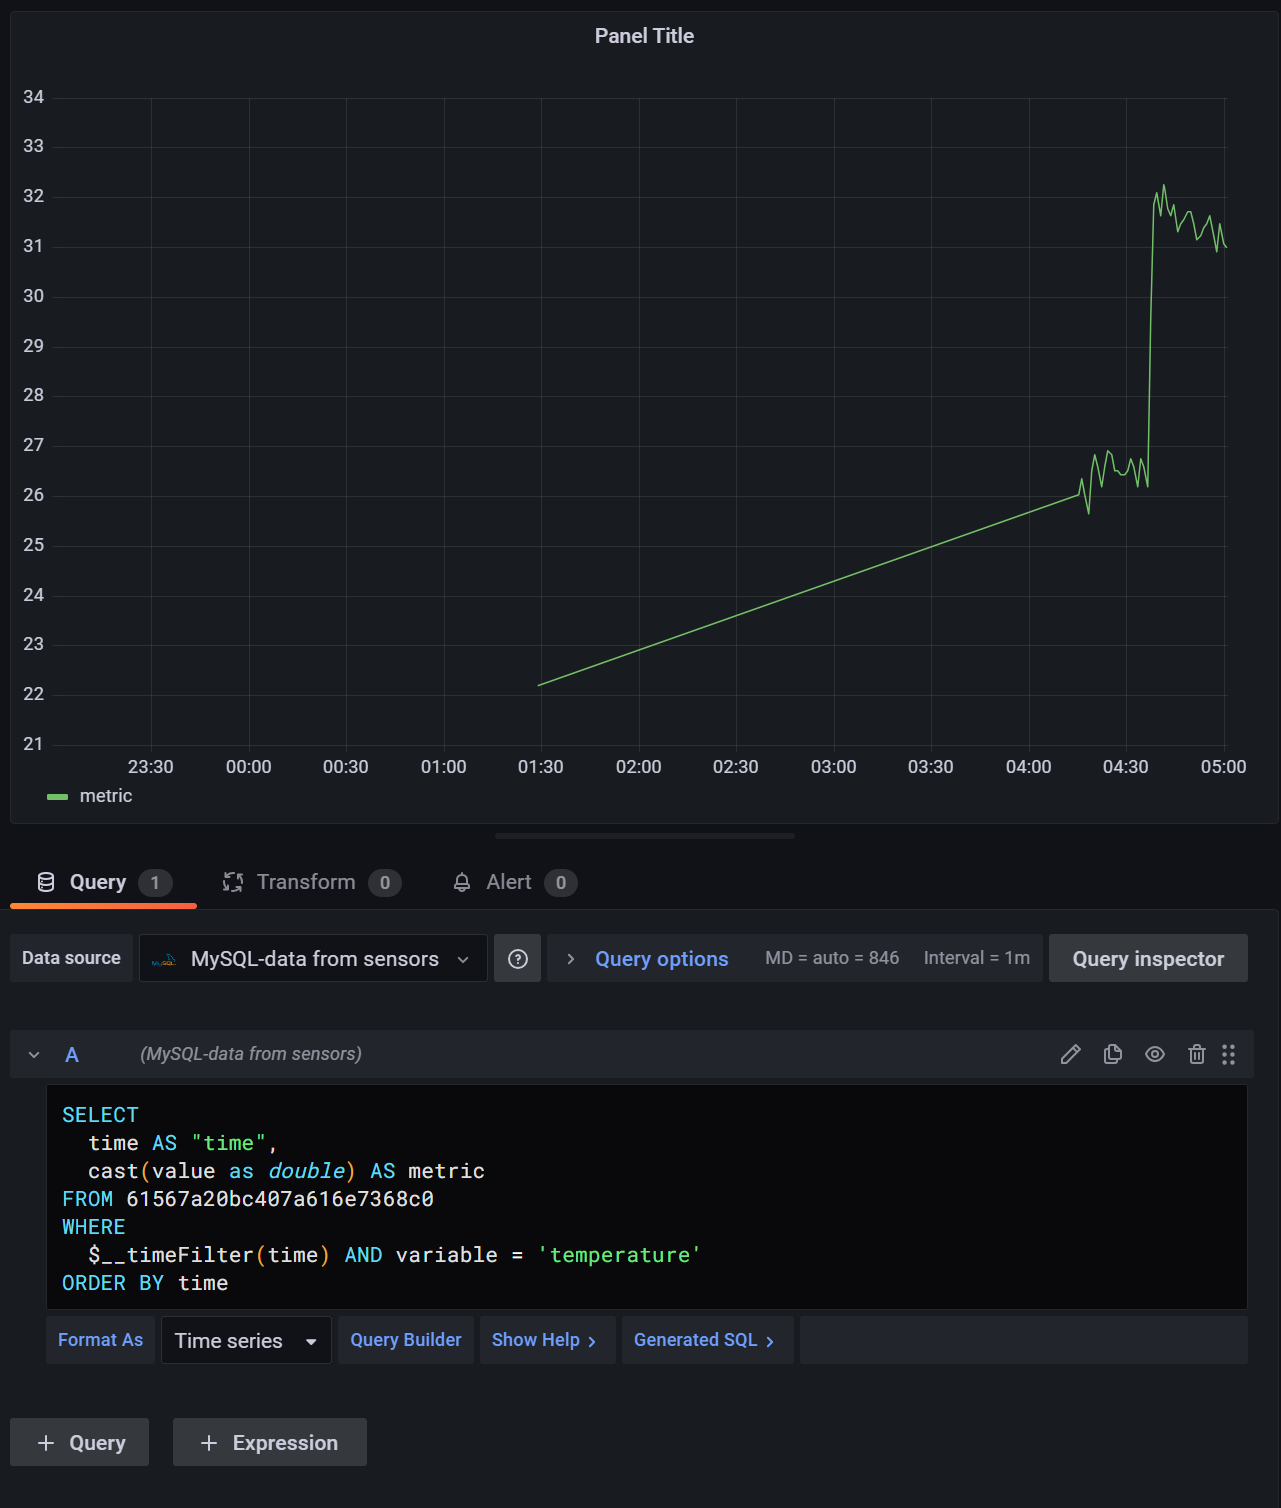 Panel Title
34
33
32
31
30
29
28
27
26
25
24
23
22
21
23:30 00:00 00:30 01:00 01:30 02:00 02:30 03:00 03:30 04:00 04:30 05:00
metric
Query 1 Transform 0 Alert 0
Data source MySQL MySQL-data from sensors Query options MD = auto = 846 Interval = 1m Query inspector
A (MySQL-data from sensors)
SELECT
time AS "time",
cast(value as double) AS metric
FROM 61567a20bc407a616e7368c0
WHERE
$__timeFilter(time) AND variable = 'temperature'
ORDER BY time
Format As Time series Query Builder Show Help > Generated SQL >
+ Query + Expression